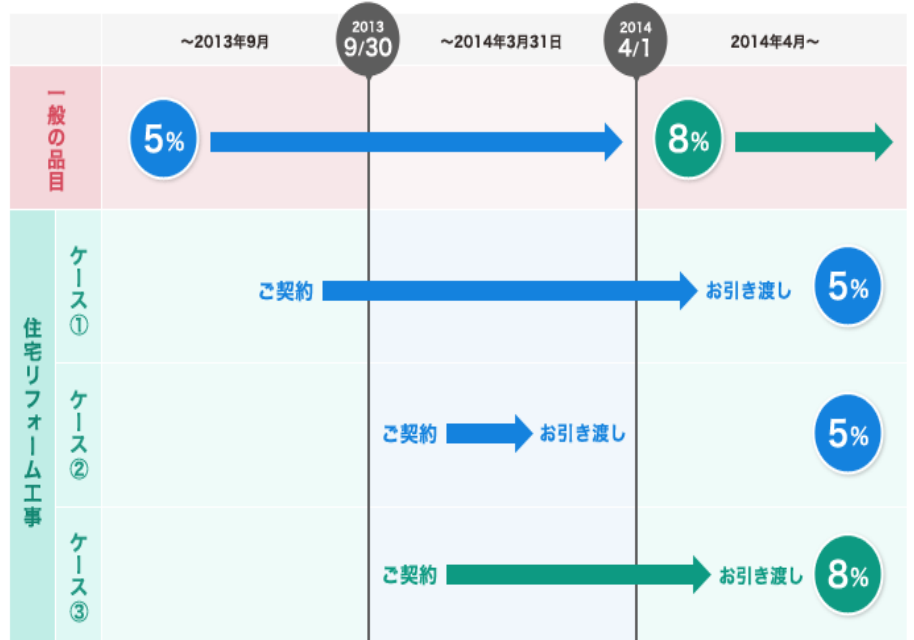 ~2013年9月
2013
9/30
~2014年3月31日
2014
4/1
2014年4月~
一般の品目
5%
8%
住宅リフォーム工事
ケース①
ご契約
お引き渡し
5%
ケース②
ご契約
お引き渡し
5%
ケース③
ご契約
お引き渡し
8%